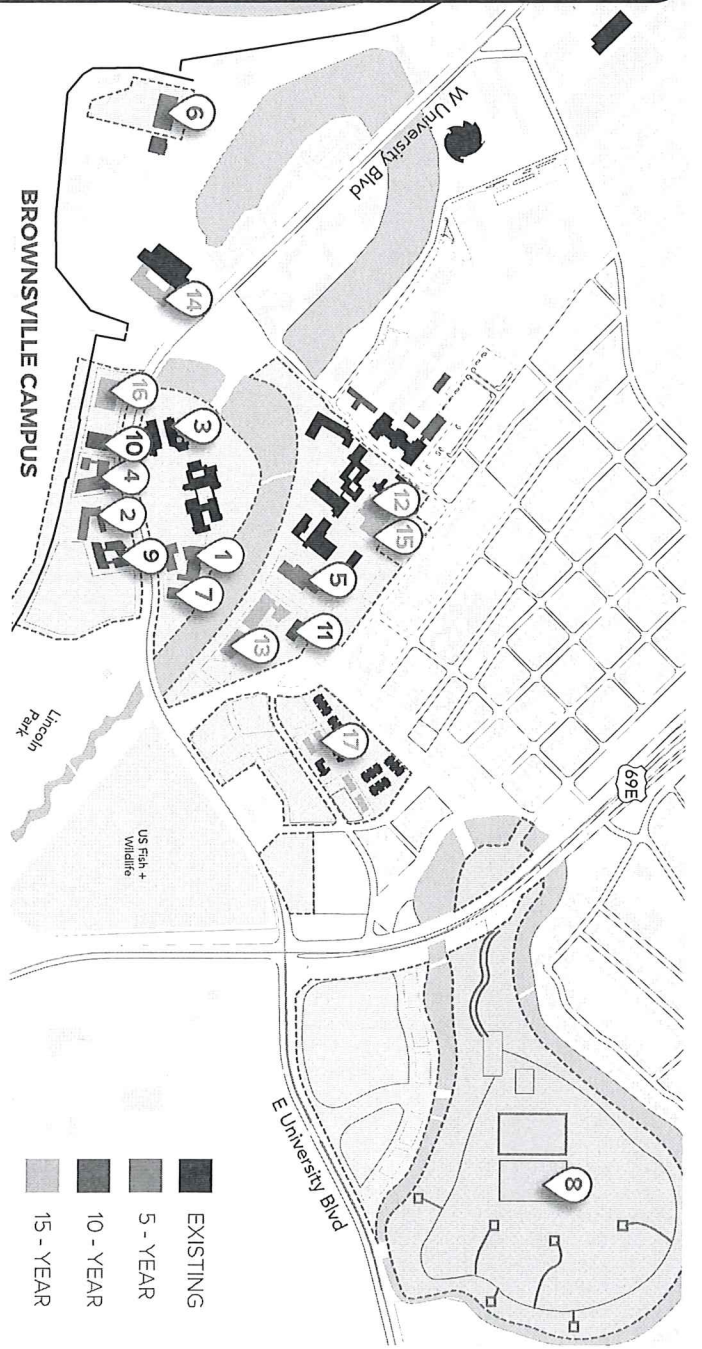 W University Blvd
69E
6
14
16
3
10
4
2
9
1
7
12
15
5
11
13
17
8
BROWNSVILLE CAMPUS
Lincoln
Park
US Fish +
Wildlife
E University Blvd
EXISTING
5 - YEAR
10 - YEAR
15 - YEAR